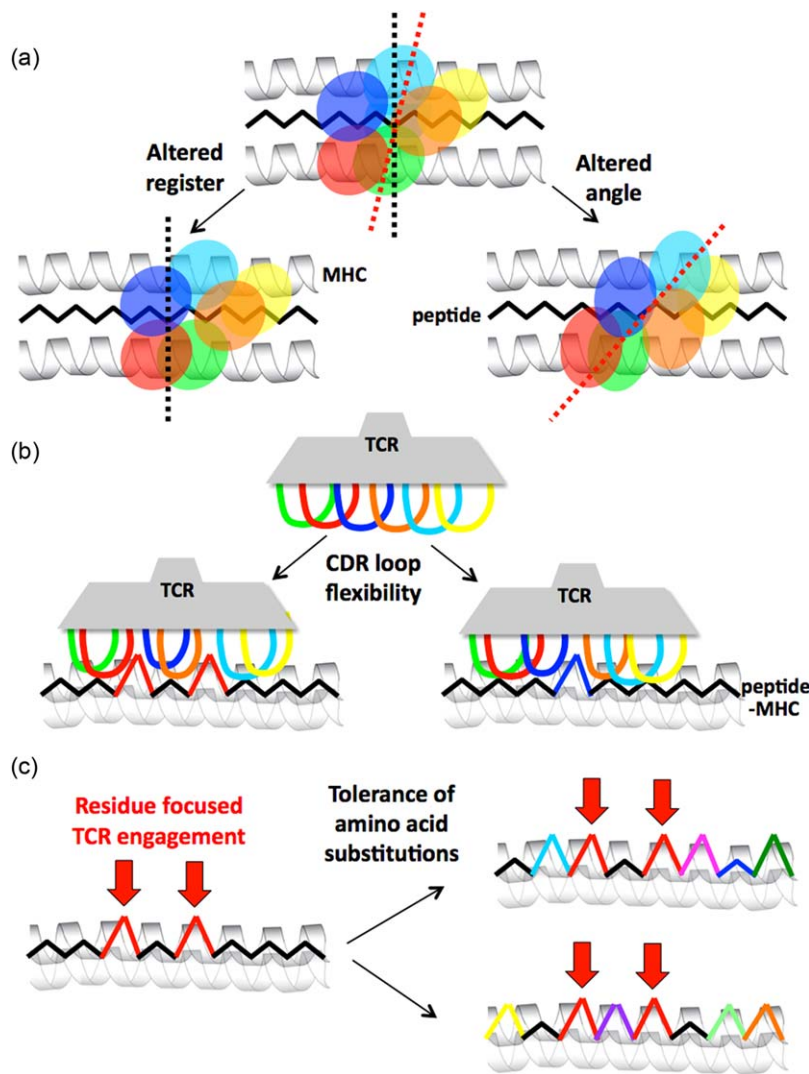 (a)
Altered
register
Altered
angle
MHC
peptide
(b)
TCR
CDR loop
flexibility
TCR
TCR
peptide
-MHC
(c)
Residue focused
TCR engagement
Tolerance of
amino acid
substitutions